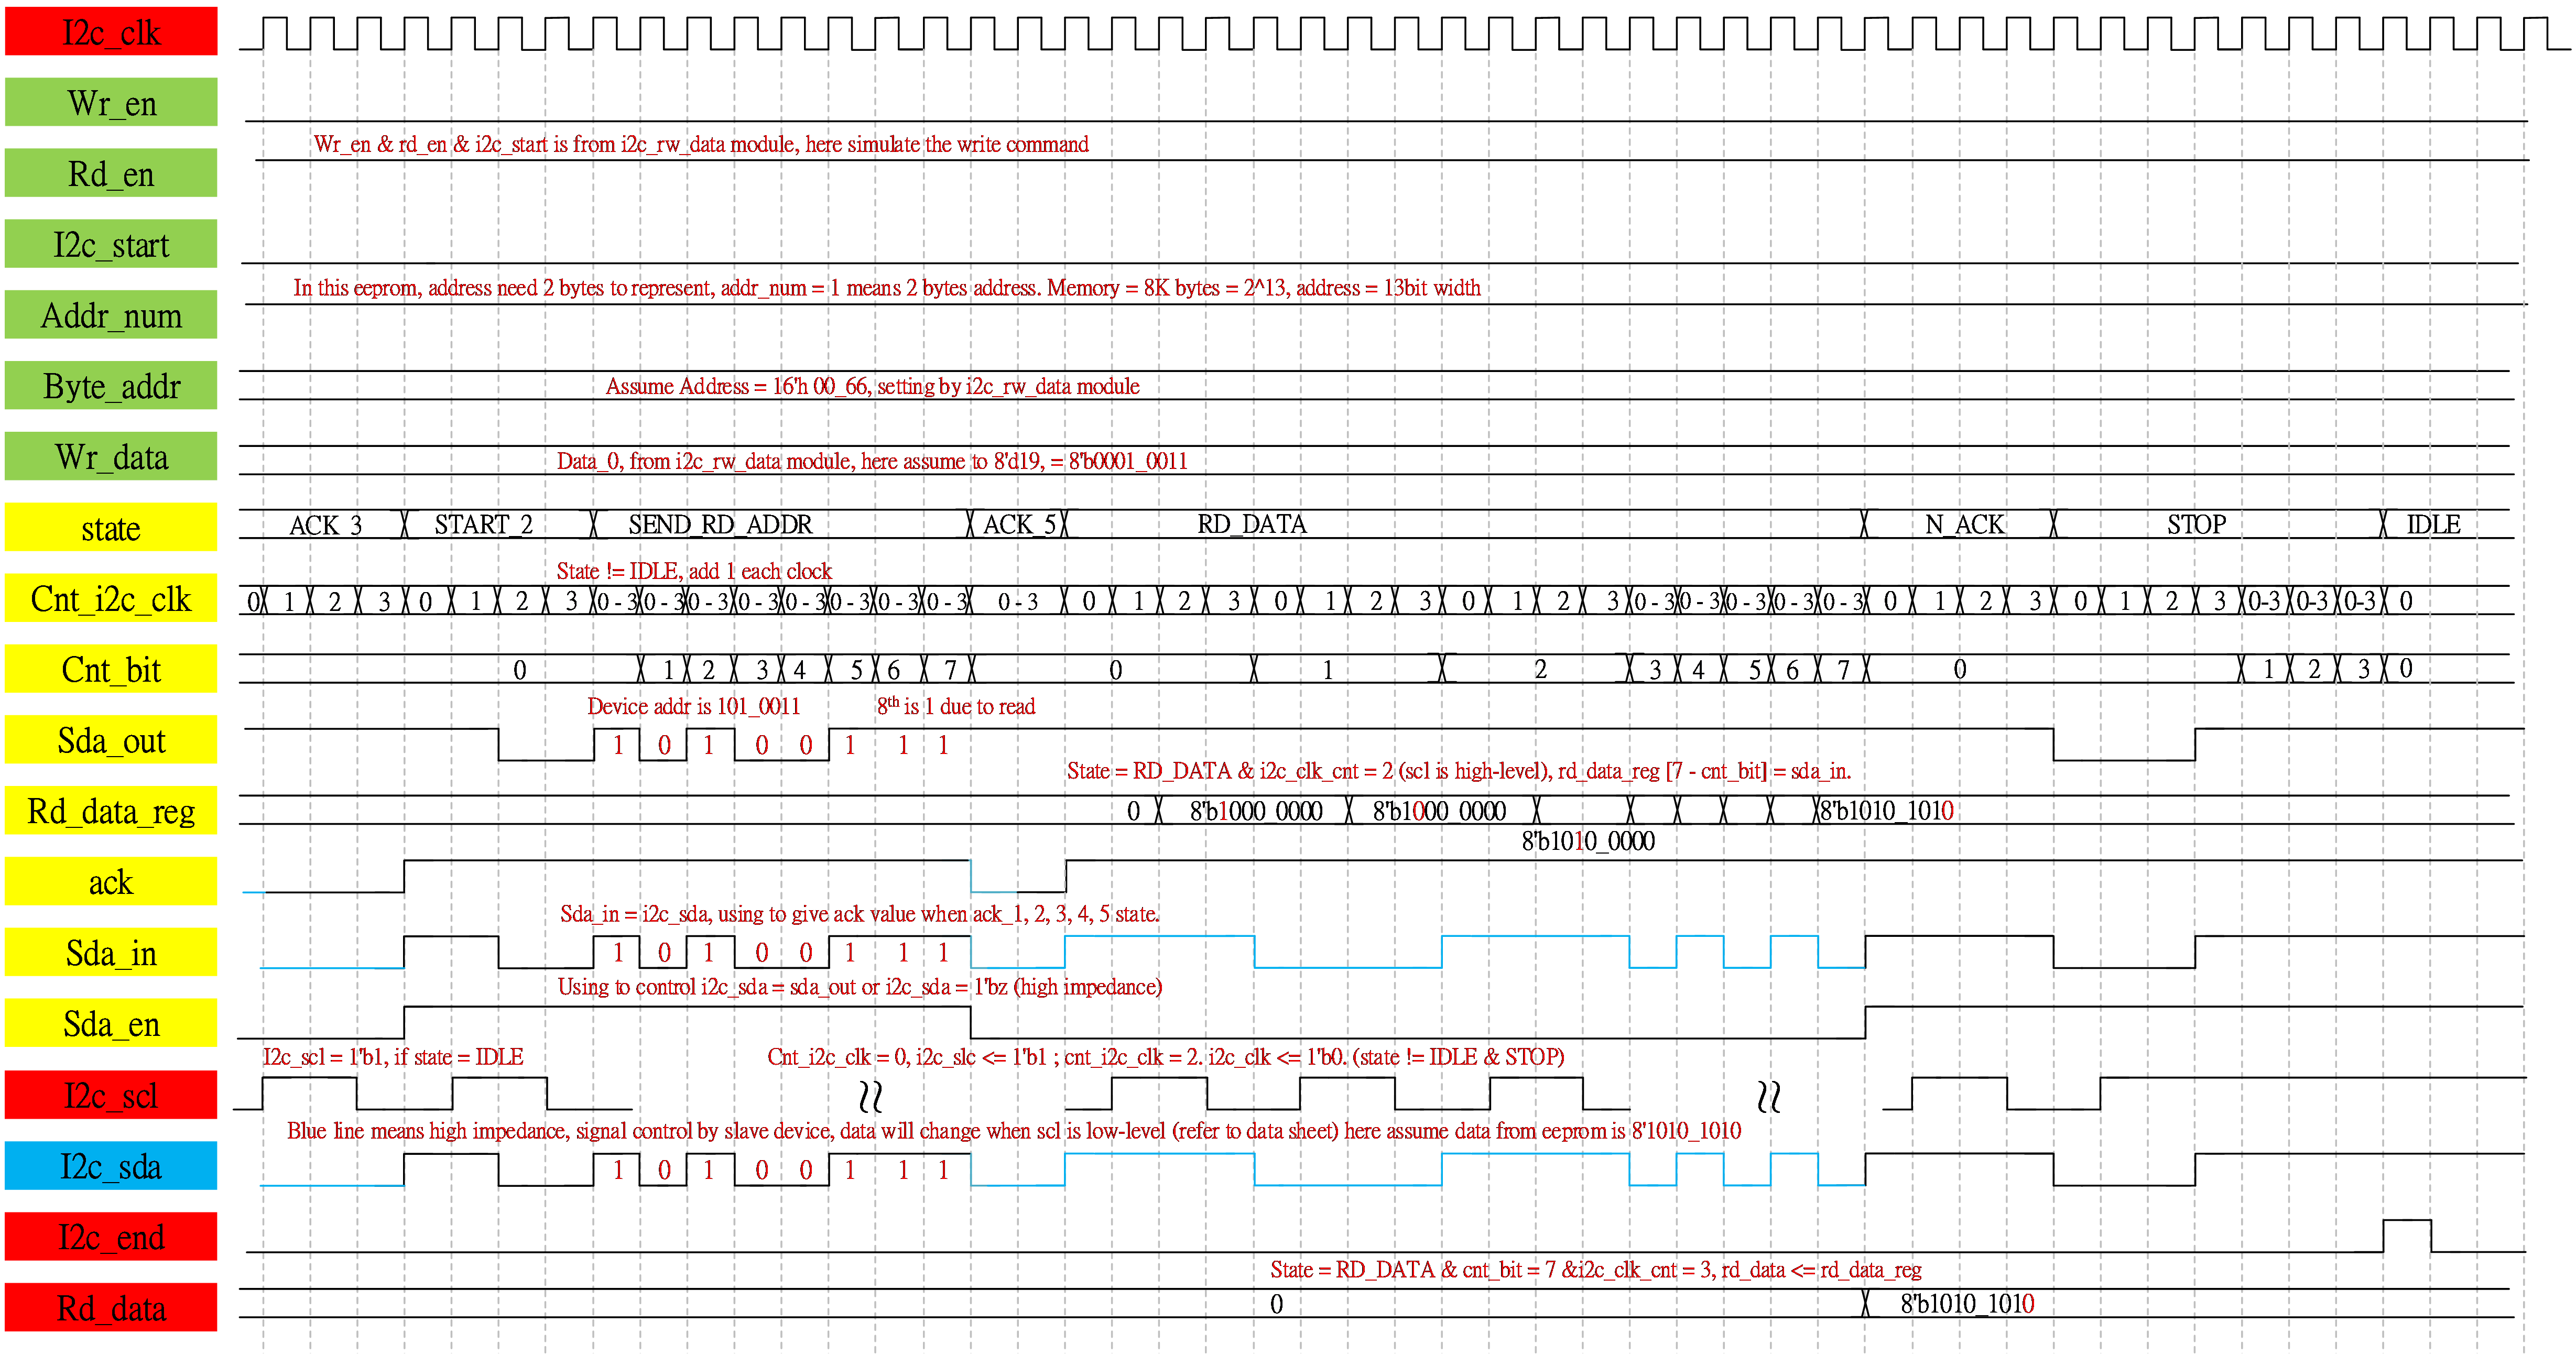 I2c_clk
Wr_en
Wr_en & rd_en & i2c_start is from i2c_rw_data module, here simulate the write command
Rd_en
I2c_start
In this eeprom, address need 2 bytes to represent, addr_num = 1 means 2 bytes address. Memory = 8K bytes = 2^13, address = 13bit width
Addr_num
Byte_addr
Assume Address = 16'h 00_66, setting by i2c_rw_data module
Wr_data
Data_0, from i2c_rw_data module, here assume to 8'd19, = 8'b0001_0011
state ACK_3 START_2 SEND_RD_ADDR ACK_5 RD_DATA N_ACK STOP IDLE
State != IDLE, add 1 each clock
Cnt_i2c_clk 0 1 2 3 0 1 2 3 0 - 3 0 - 3 0 - 3 0 - 3 0 - 3 0 - 3 0 - 3 0 - 3 0 - 3 0 1 2 3 0 1 2 3 0 1 2 3 0 - 3 0 - 3 0 - 3 0 - 3 0 - 3 0 1 2 3 0 1 2 3 0-3 0-3 0-3 0
Cnt_bit 0 1 2 3 4 5 6 7 0 1 2 3 4 5 6 7 0 1 2 3 0
Device addr is 101_0011 8th is 1 due to read
Sda_out 1 0 1 0 0 1 1 1
State = RD_DATA & i2c_clk_cnt = 2 (scl is high-level), rd_data_reg [7 - cnt_bit] = sda_in.
Rd_data_reg 0 8'b1000_0000 8'b1000_0000 8'b1010_1010
8'b1010_0000
ack
Sda_in = i2c_sda, using to give ack value when ack_1, 2, 3, 4, 5 state.
Sda_in 1 0 1 0 0 1 1 1
Using to control i2c_sda = sda_out or i2c_sda = 1'bz (high impedance)
Sda_en
I2c_scl = 1'b1, if state = IDLE Cnt_i2c_clk = 0, i2c_slc <= 1'b1 ; cnt_i2c_clk = 2. i2c_clk <= 1'b0. (state != IDLE & STOP)
I2c_scl
Blue line means high impedance, signal control by slave device, data will change when scl is low-level (refer to data sheet) here assume data from eeprom is 8'1010_1010
I2c_sda 1 0 1 0 0 1 1 1
I2c_end
State = RD_DATA & cnt_bit = 7 &i2c_clk_cnt = 3, rd_data <= rd_data_reg
Rd_data 0 8'b1010_1010